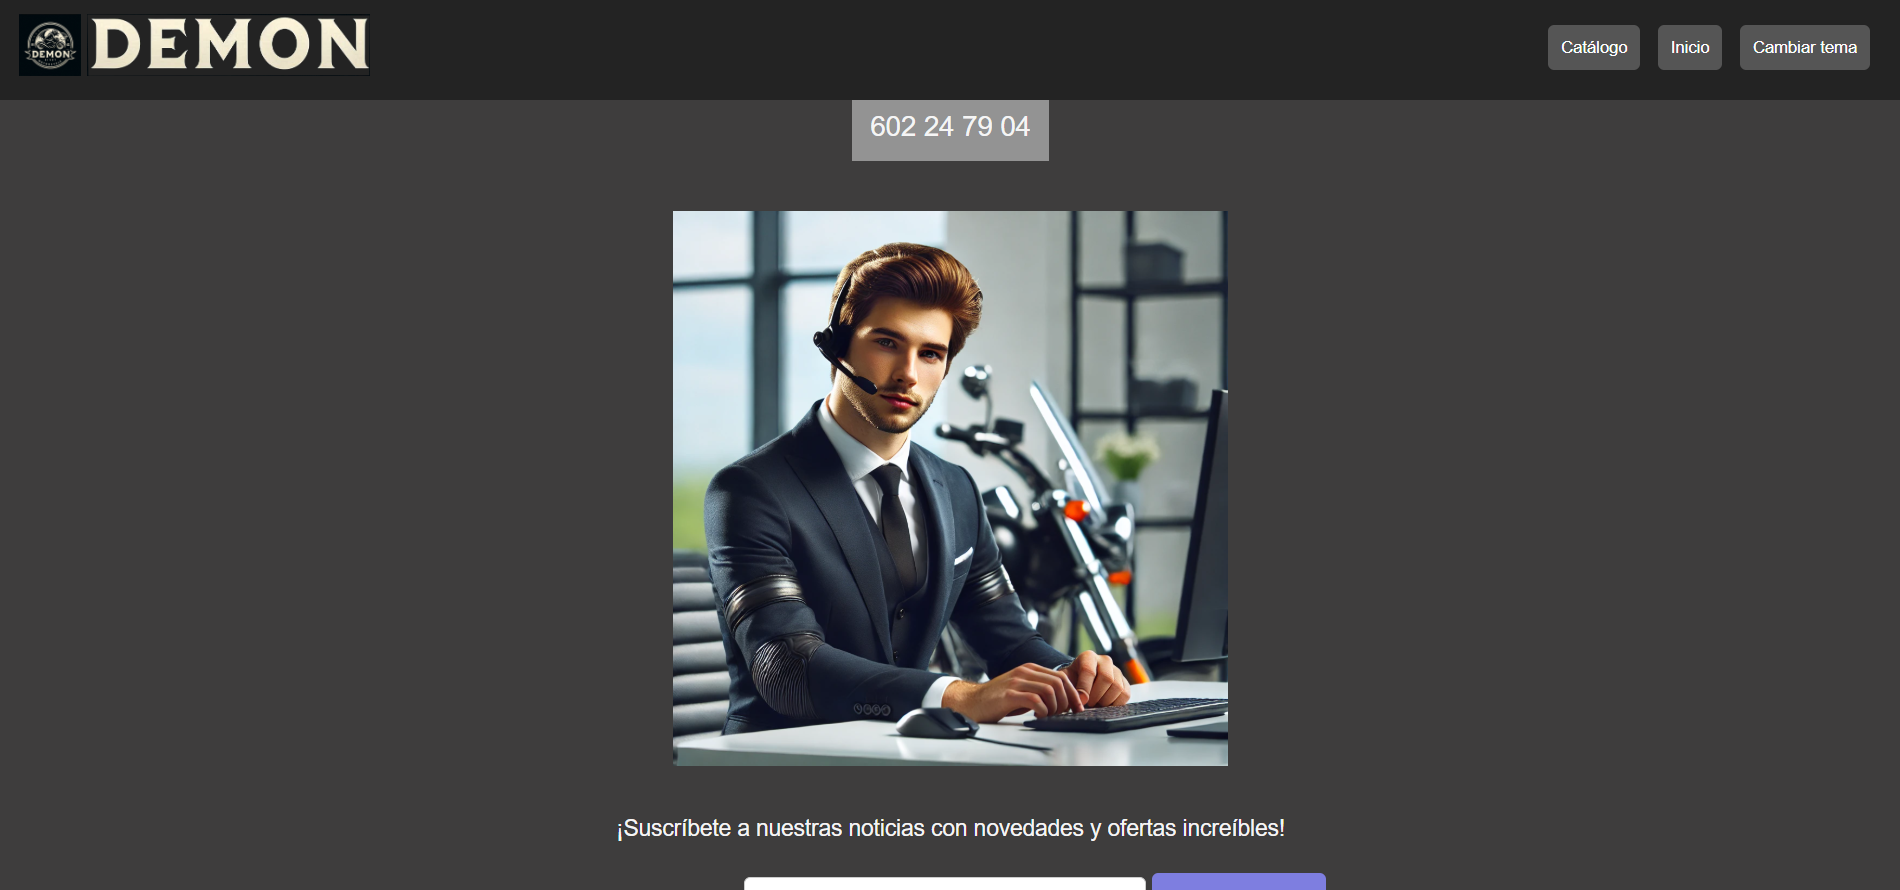 DEMON
DEMON
Catálogo
Inicio
Cambiar tema
602 24 79 04
¡Suscríbete a nuestras noticias con novedades y ofertas increíbles!